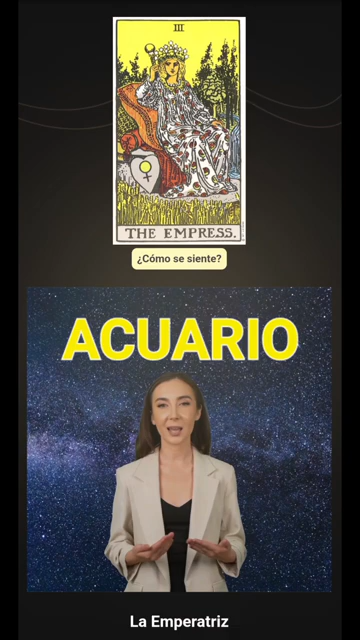 III
THE EMPRESS.
¿Cómo se siente?
ACUARIO
La Emperatriz